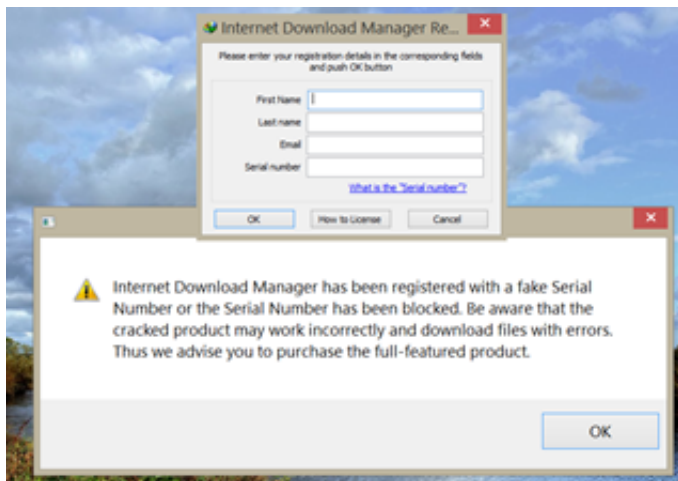 Internet Download Manager Re...
Please enter your registration details in the corresponding fields
and push OK button
First Name
Last name
Email
Serial number
What is the "Serial number"?
OK
How to License
Cancel
Internet Download Manager has been registered with a fake Serial
Number or the Serial Number has been blocked. Be aware that the
cracked product may work incorrectly and download files with errors.
Thus we advise you to purchase the full-featured product.
OK